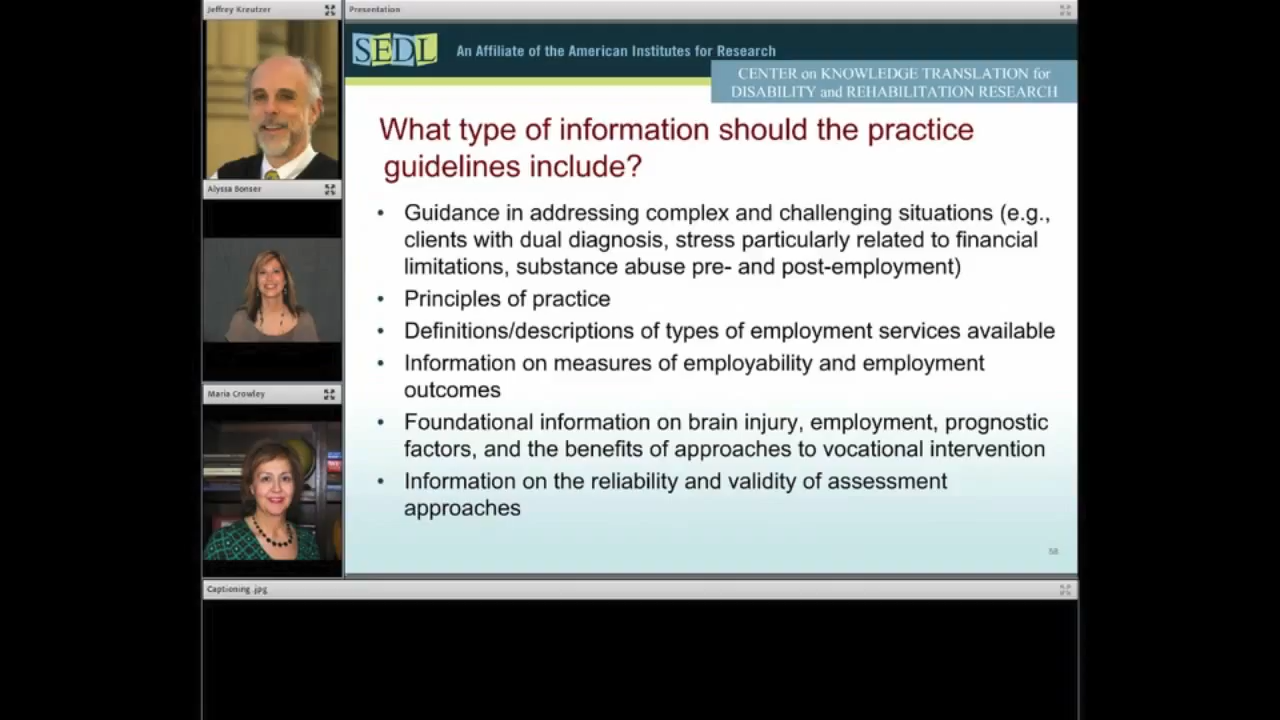 Jeffrey Kreutzer
Alyssa Bonser
Maria Crowley
Presentation
SEDL
An Affiliate of the American Institutes for Research
CENTER on KNOWLEDGE TRANSLATION for
DISABILITY and REHABILITATION RESEARCH
What type of information should the practice
guidelines include?
• Guidance in addressing complex and challenging situations (e.g.,
clients with dual diagnosis, stress particularly related to financial
limitations, substance abuse pre- and post-employment)
• Principles of practice
• Definitions/descriptions of types of employment services available
• Information on measures of employability and employment
outcomes
• Foundational information on brain injury, employment, prognostic
factors, and the benefits of approaches to vocational intervention
• Information on the reliability and validity of assessment
approaches
58
Captioning .jpg